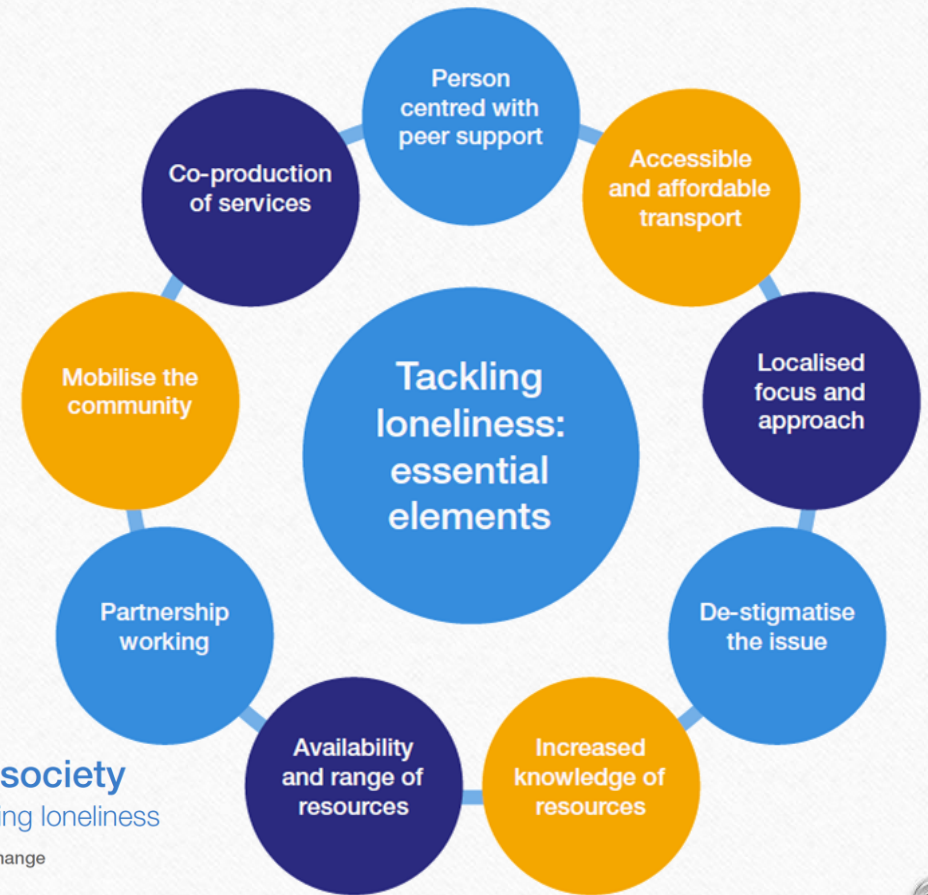 Person
centred with
peer support
Accessible
and affordable
transport
Localised
focus and
approach
De-stigmatise
the issue
Increased
knowledge of
resources
Availability
and range of
resources
Partnership
working
Mobilise the
community
Co-production
of services
Tackling
loneliness:
essential
elements
society
ing loneliness
hange